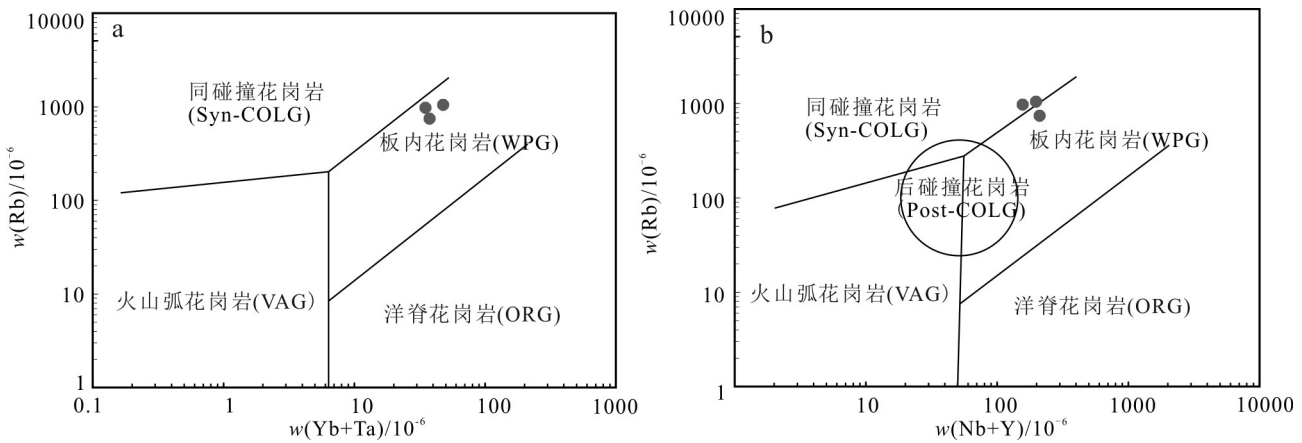 a
10000
1000
100
10
1
w(Rb)/10⁻⁶
同碰撞花岗岩
(Syn-COLG)
板内花岗岩(WPG)
火山弧花岗岩(VAG)
洋脊花岗岩(ORG)
0.1 1 10 100 1000
w(Yb+Ta)/10⁻⁶
b
10000
1000
100
10
1
w(Rb)/10⁻⁶
同碰撞花岗岩
(Syn-COLG)
板内花岗岩(WPG)
后碰撞花岗岩
(Post-COLG)
火山弧花岗岩(VAG)
洋脊花岗岩(ORG)
10 100 1000 10000
w(Nb+Y)/10⁻⁶